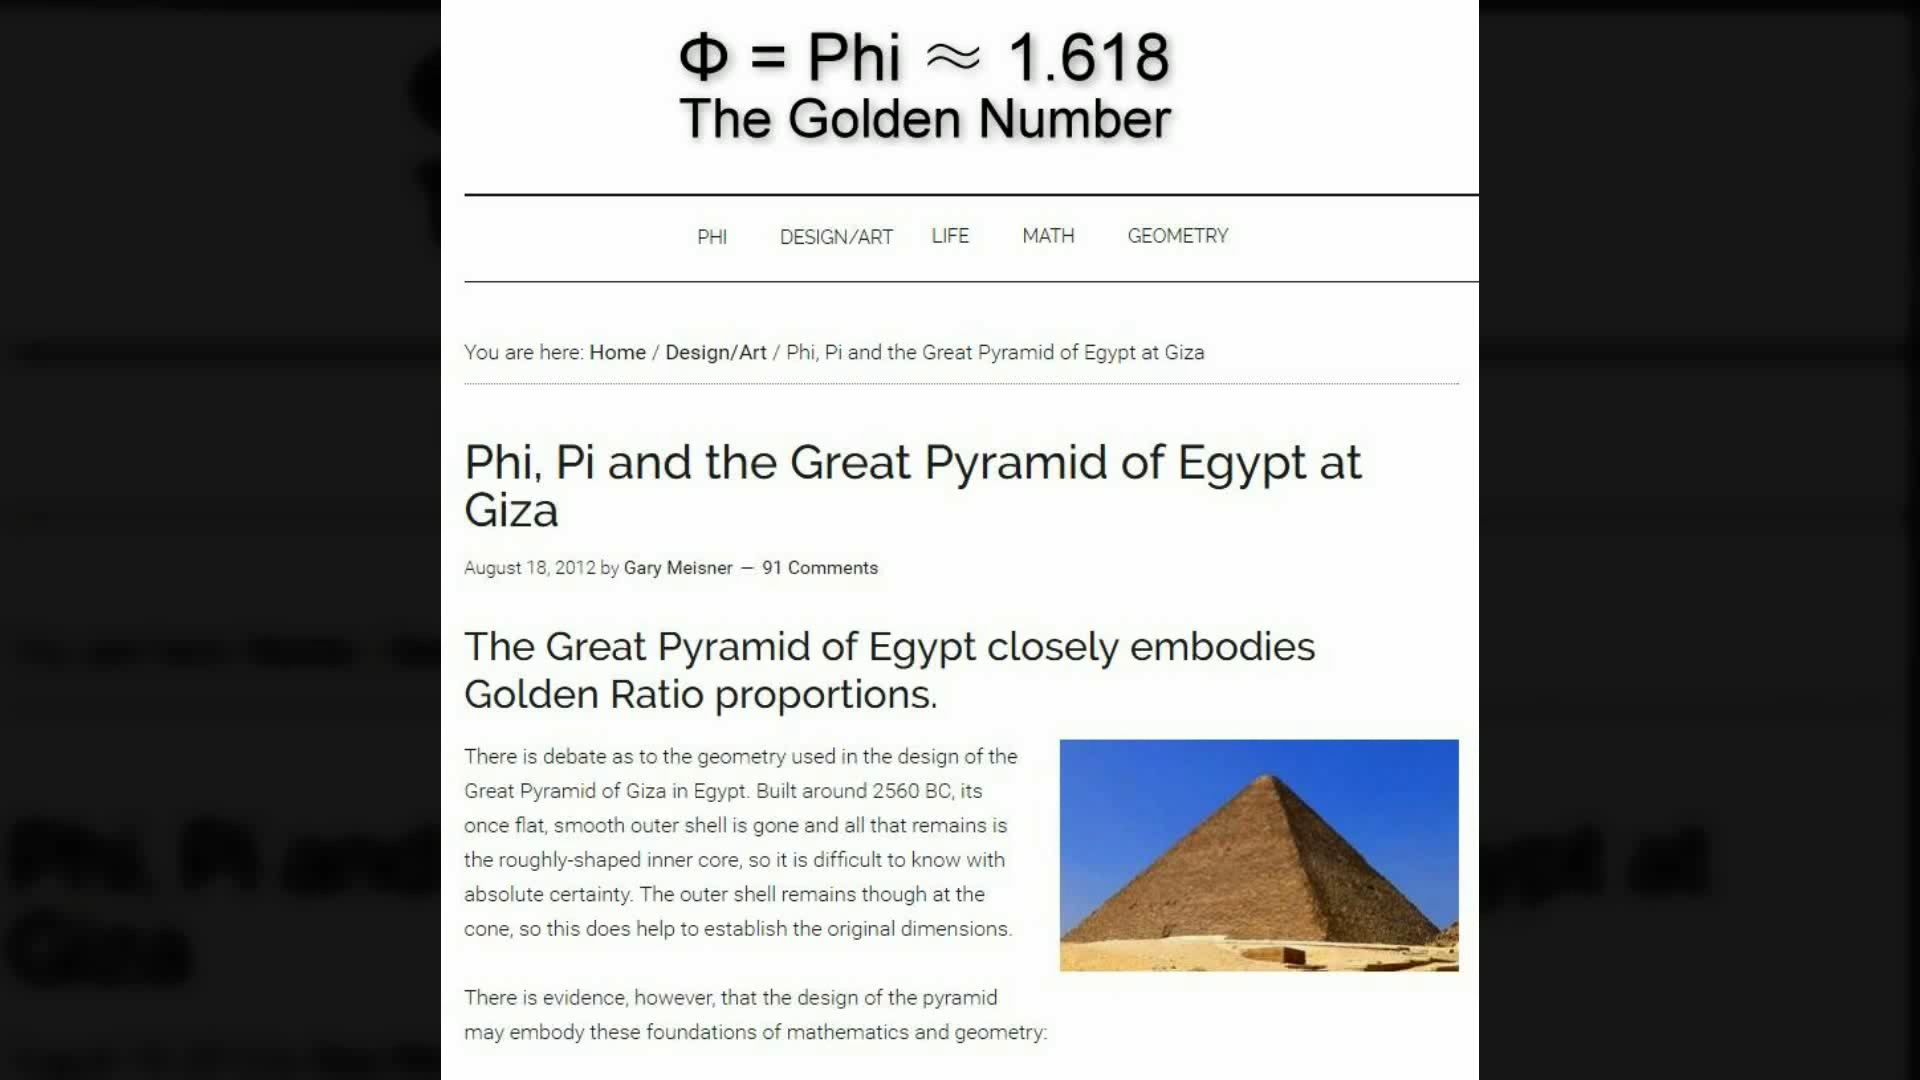 Φ = Phi ≈ 1.618
The Golden Number
PHI DESIGN/ART LIFE MATH GEOMETRY
You are here: Home / Design/Art / Phi, Pi and the Great Pyramid of Egypt at Giza
Phi, Pi and the Great Pyramid of Egypt at
Giza
August 18, 2012 by Gary Meisner — 91 Comments
The Great Pyramid of Egypt closely embodies
Golden Ratio proportions.
There is debate as to the geometry used in the design of the
Great Pyramid of Giza in Egypt. Built around 2560 BC, its
once flat, smooth outer shell is gone and all that remains is
the roughly-shaped inner core, so it is difficult to know with
absolute certainty. The outer shell remains though at the
cone, so this does help to establish the original dimensions.
There is evidence, however, that the design of the pyramid
may embody these foundations of mathematics and geometry: